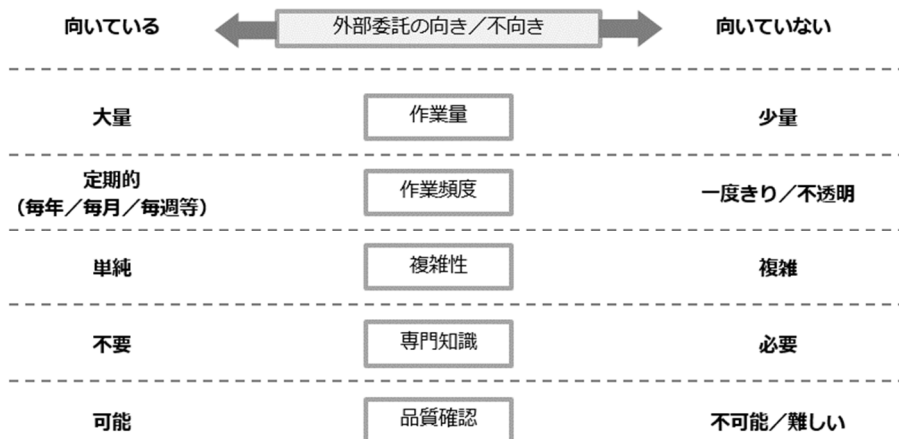 向いている 外部委託の向き／不向き 向いていない
大量 作業量 少量
定期的
（毎年／毎月／毎週等） 作業頻度 一度きり／不透明
単純 複雑性 複雑
不要 専門知識 必要
可能 品質確認 不可能／難しい